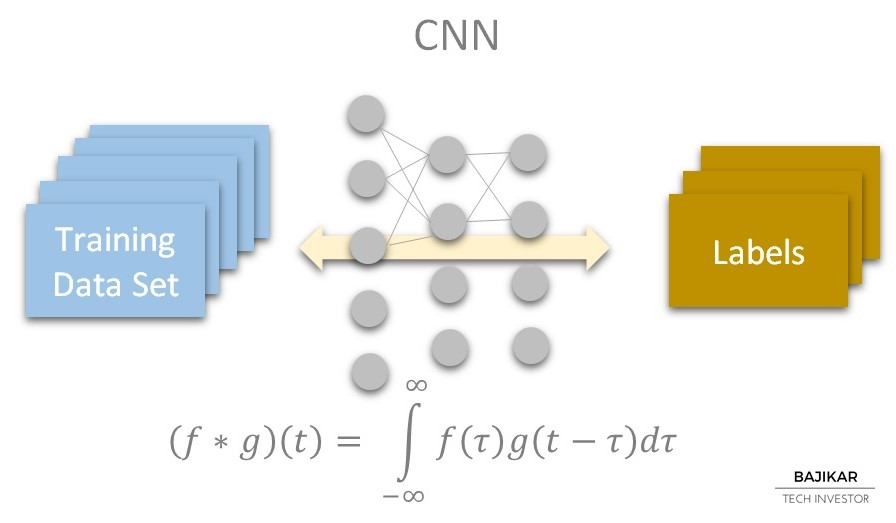 CNN
Training
Data Set
Labels
(f ∗ g)(t) = ∫_{−∞}^{∞} f(τ)g(t − τ)dτ
BAJIKAR
TECH INVESTOR